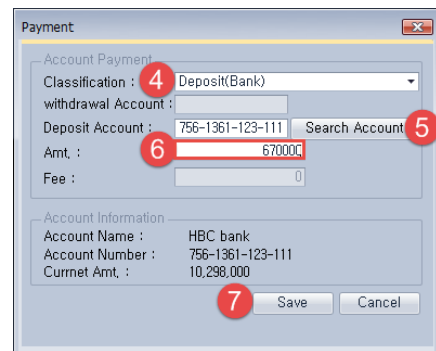 Payment
Account Payment
Classification : 4 Deposit(Bank)
withdrawal Account :
Deposit Account : 756-1361-123-111 Search Account 5
Amt, : 6 670000
Fee : 0
Account Information
Account Name : HBC bank
Account Number : 756-1361-123-111
Currnet Amt, : 10,298,000
7 Save Cancel